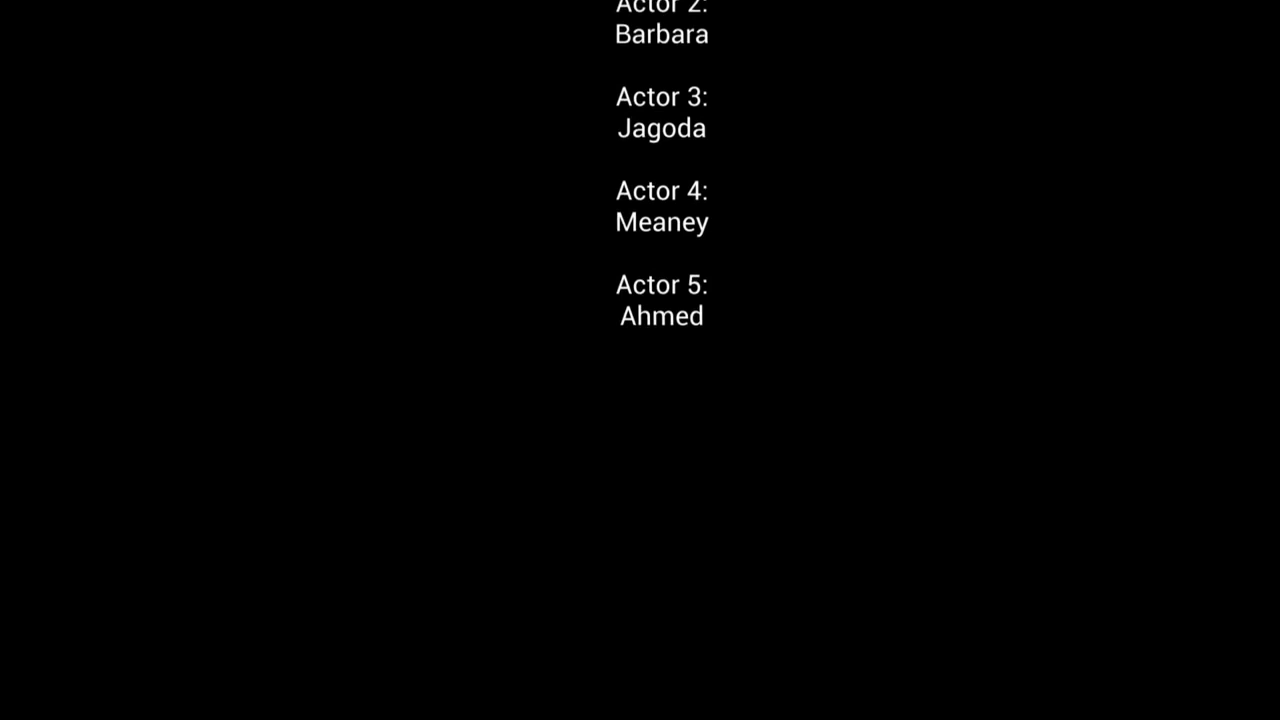 Actor 2:
Barbara
Actor 3:
Jagoda
Actor 4:
Meaney
Actor 5:
Ahmed